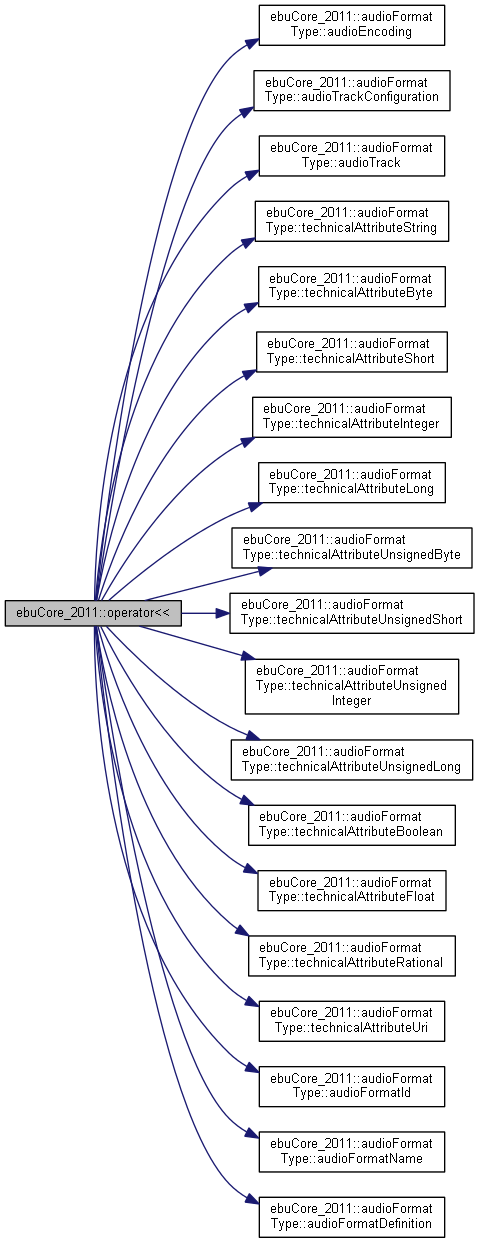 ebuCore_2011::audioFormat
Type::audioEncoding
ebuCore_2011::audioFormat
Type::audioTrackConfiguration
ebuCore_2011::audioFormat
Type::audioTrack
ebuCore_2011::audioFormat
Type::technicalAttributeString
ebuCore_2011::audioFormat
Type::technicalAttributeByte
ebuCore_2011::audioFormat
Type::technicalAttributeShort
ebuCore_2011::audioFormat
Type::technicalAttributeInteger
ebuCore_2011::audioFormat
Type::technicalAttributeLong
ebuCore_2011::audioFormat
Type::technicalAttributeUnsignedByte
ebuCore_2011::operator<<
ebuCore_2011::audioFormat
Type::technicalAttributeUnsignedShort
ebuCore_2011::audioFormat
Type::technicalAttributeUnsigned
Integer
ebuCore_2011::audioFormat
Type::technicalAttributeUnsignedLong
ebuCore_2011::audioFormat
Type::technicalAttributeBoolean
ebuCore_2011::audioFormat
Type::technicalAttributeFloat
ebuCore_2011::audioFormat
Type::technicalAttributeRational
ebuCore_2011::audioFormat
Type::technicalAttributeUri
ebuCore_2011::audioFormat
Type::audioFormatId
ebuCore_2011::audioFormat
Type::audioFormatName
ebuCore_2011::audioFormat
Type::audioFormatDefinition